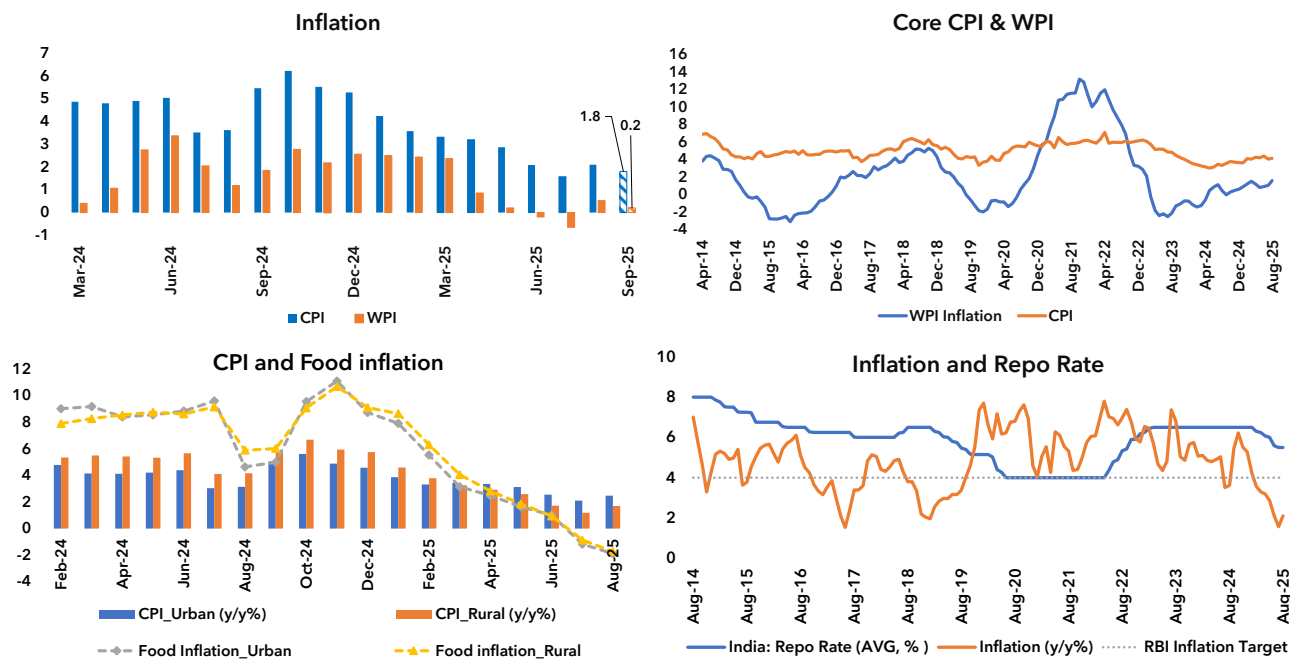 Inflation
7
6
5
4
3
2
1
0
-1
1.8
0.2
Mar-24
Jun-24
Sep-24
Dec-24
Mar-25
Jun-25
Sep-25
CPI WPI
Core CPI & WPI
16
14
12
10
8
6
4
2
0
-2
-4
Apr-14
Dec-14
Aug-15
Apr-16
Dec-16
Aug-17
Apr-18
Dec-18
Aug-19
Apr-20
Dec-20
Aug-21
Apr-22
Dec-22
Aug-23
Apr-24
Dec-24
Aug-25
WPI Inflation CPI
CPI and Food inflation
12
10
8
6
4
2
0
-2
-4
Feb-24
Apr-24
Jun-24
Aug-24
Oct-24
Dec-24
Feb-25
Apr-25
Jun-25
Aug-25
CPI_Urban (y/y%) CPI_Rural (y/y%)
Food Inflation_Urban Food inflation_Rural
Inflation and Repo Rate
10
8
6
4
2
0
Aug-14
Aug-15
Aug-16
Aug-17
Aug-18
Aug-19
Aug-20
Aug-21
Aug-22
Aug-23
Aug-24
Aug-25
India: Repo Rate (AVG, % ) Inflation (y/y%) RBI Inflation Target